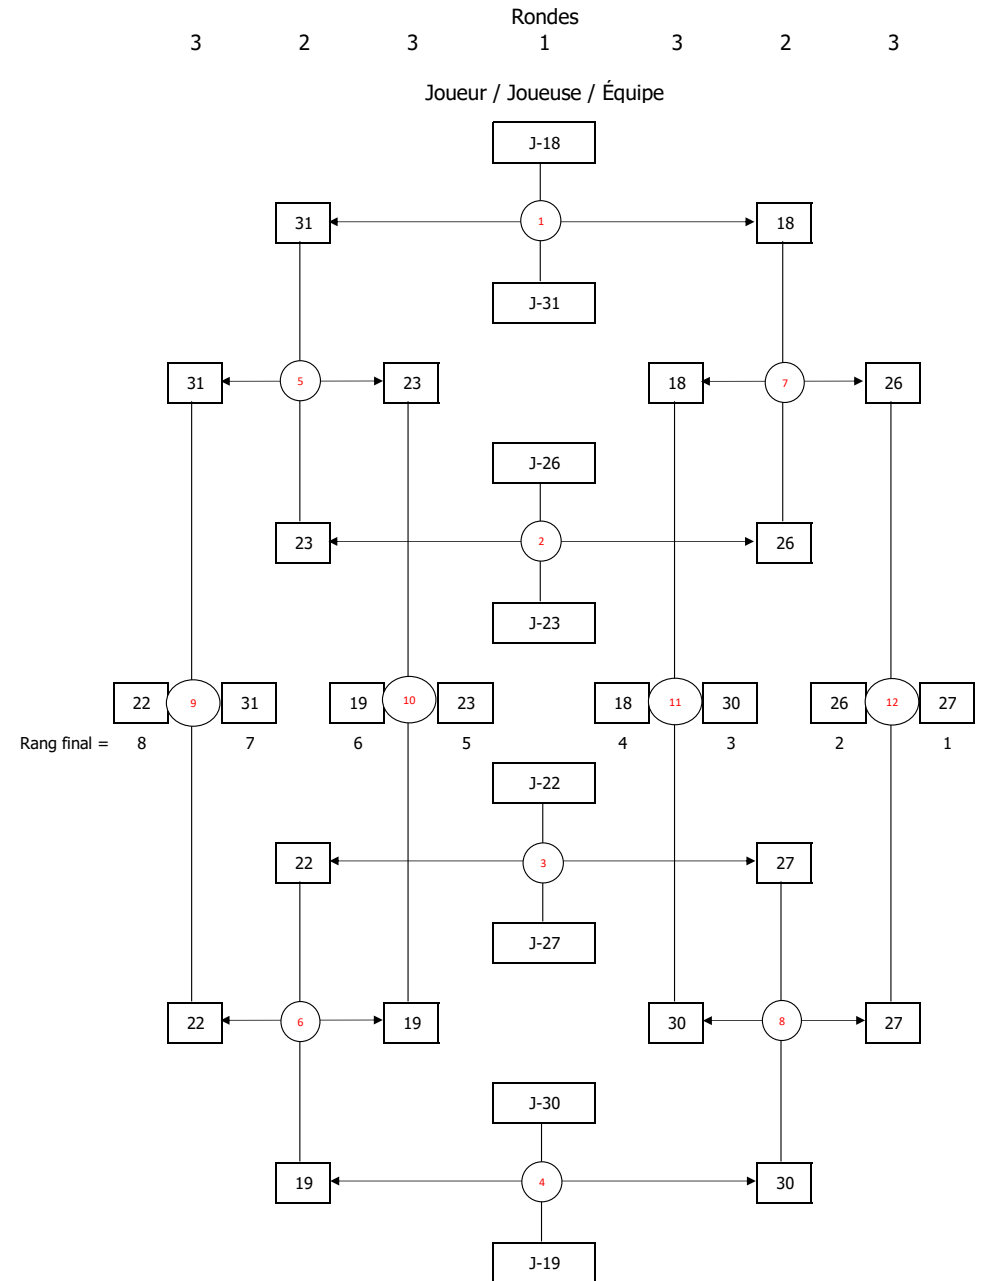 Rondes
3 2 3 1 3 2 3
Joueur / Joueuse / Équipe
J-18
31 1 18
J-31
31 5 23 18 7 26
J-26
23 2 26
J-23
22 9 31 19 10 23 18 11 30 26 12 27
Rang final = 8 7 6 5 4 3 2 1
J-22
22 3 27
J-27
22 6 19 30 8 27
J-30
19 4 30
J-19